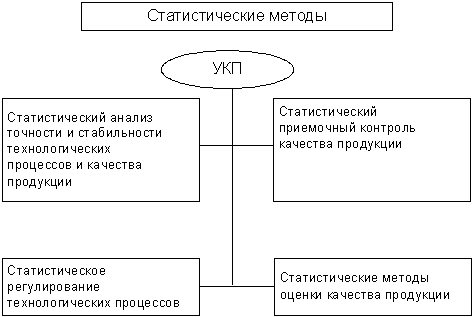 Статистические методы
УКП
Статистический анализ
точности и стабильности
технологических
процессов и качества
продукции
Статистический
приемочный контроль
качества продукции
Статистическое
регулирование
технологических процессов
Статистические методы
оценки качества продукции